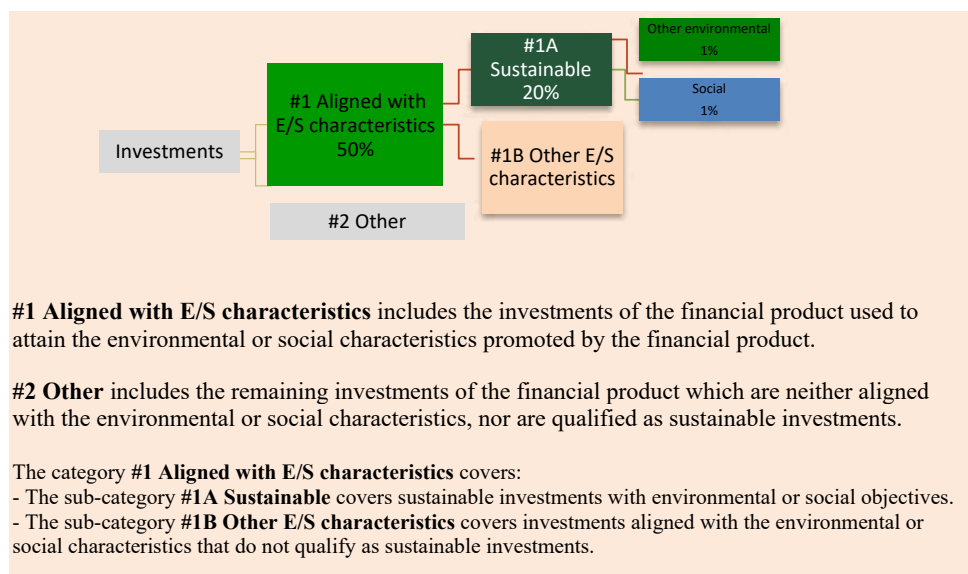 Other environmental
1%
#1A
Sustainable
20%
Social
1%
#1 Aligned with
E/S characteristics
50%
Investments
#1B Other E/S
characteristics
#2 Other
#1 Aligned with E/S characteristics includes the investments of the financial product used to
attain the environmental or social characteristics promoted by the financial product.
#2 Other includes the remaining investments of the financial product which are neither aligned
with the environmental or social characteristics, nor are qualified as sustainable investments.
The category #1 Aligned with E/S characteristics covers:
- The sub-category #1A Sustainable covers sustainable investments with environmental or social objectives.
- The sub-category #1B Other E/S characteristics covers investments aligned with the environmental or
social characteristics that do not qualify as sustainable investments.